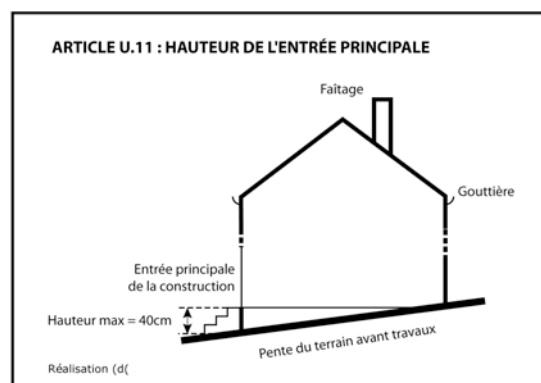 ARTICLE U.11 : HAUTEUR DE L'ENTRÉE PRINCIPALE
Faîtage
Gouttière
Entrée principale
de la construction
Hauteur max = 40cm
Pente du terrain avant travaux
Réalisation (d(